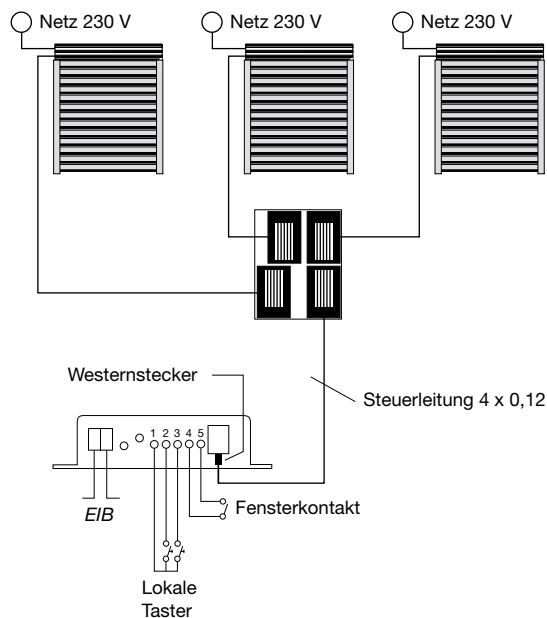 Netz 230 V
Netz 230 V
Netz 230 V
Westernstecker
Steuerleitung 4 x 0,12
1 2 3 4 5
EIB
Fensterkontakt
Lokale
Taster